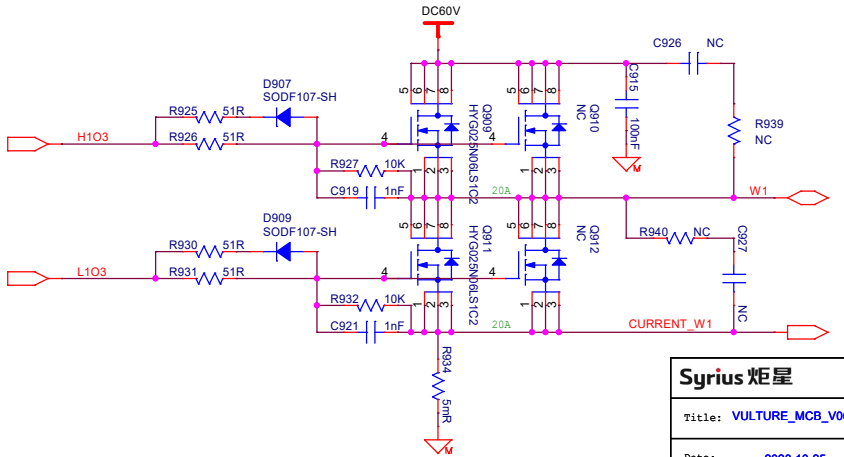 DC60V
C926 NC
C915
100nF
R939
NC
D907
SODF107-SH
R925 51R
R926 51R
H1O3
R927 10K
C919 1nF
4
5 6 7 8
1 2 3
Q909
HYG025N06LS1C2
4
5 6 7 8
1 2 3
Q910
NC
M
20A
W1
D909
SODF107-SH
R930 51R
R931 51R
L1O3
R932 10K
C921 1nF
4
5 6 7 8
1 2 3
Q911
HYG025N06LS1C2
4
5 6 7 8
1 2 3
Q912
NC
R940 NC
C927
NC
20A
CURRENT_W1
R934
5mR
M
Syrius 炬星
Title: VULTURE_MCB_V0